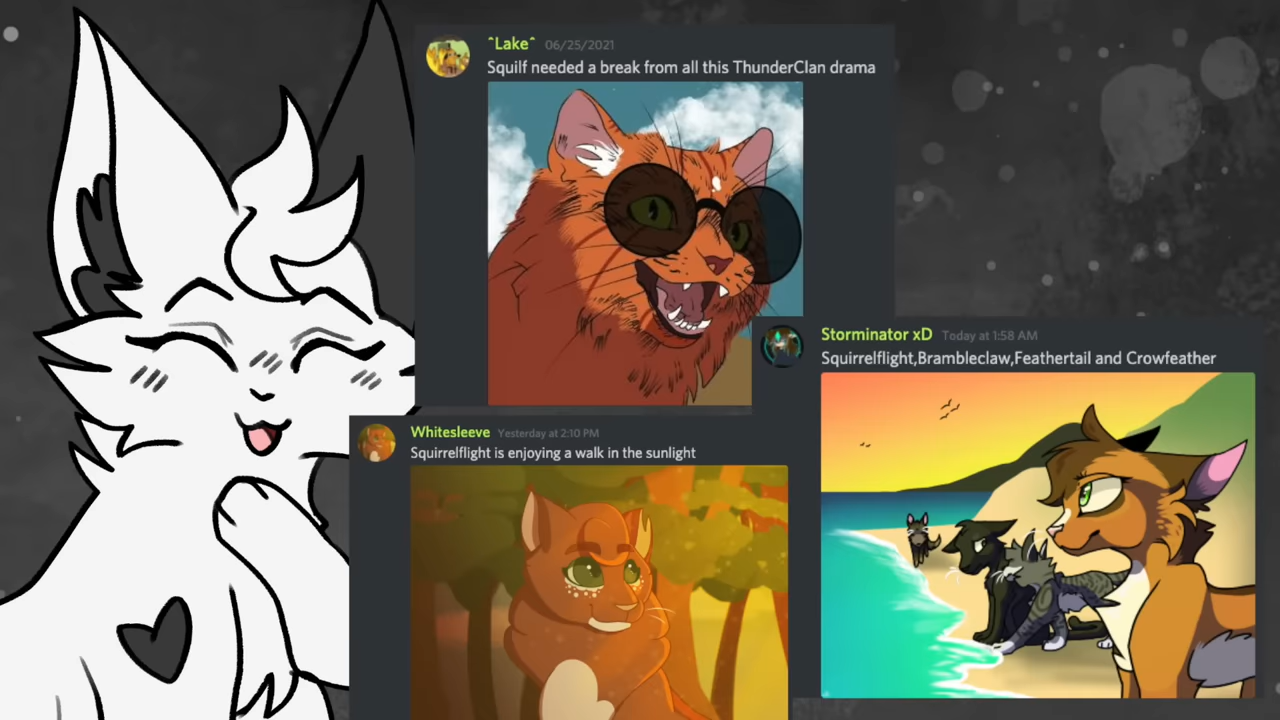 ˆLakeˆ 06/25/2021
Squilf needed a break from all this ThunderClan drama
Storminator xD Today at 1:58 AM
Squirrelflight,Brambleclaw,Feathertail and Crowfeather
Whitesleeve Yesterday at 2:10 PM
Squirrelflight is enjoying a walk in the sunlight